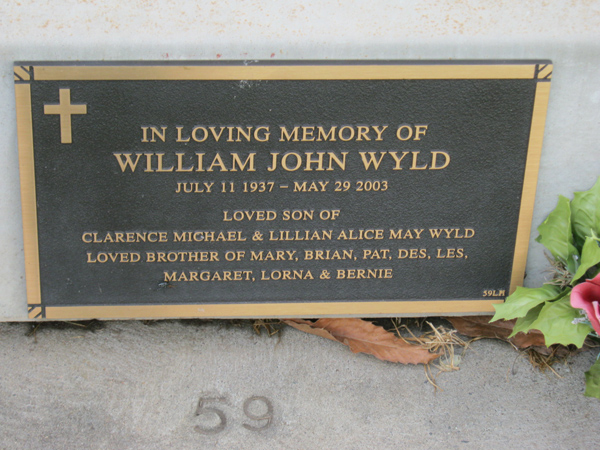 IN LOVING MEMORY OF
WILLIAM JOHN WYLD
JULY 11 1937 – MAY 29 2003
LOVED SON OF
CLARENCE MICHAEL & LILLIAN ALICE MAY WYLD
LOVED BROTHER OF MARY, BRIAN, PAT, DES, LES,
MARGARET, LORNA & BERNIE
59